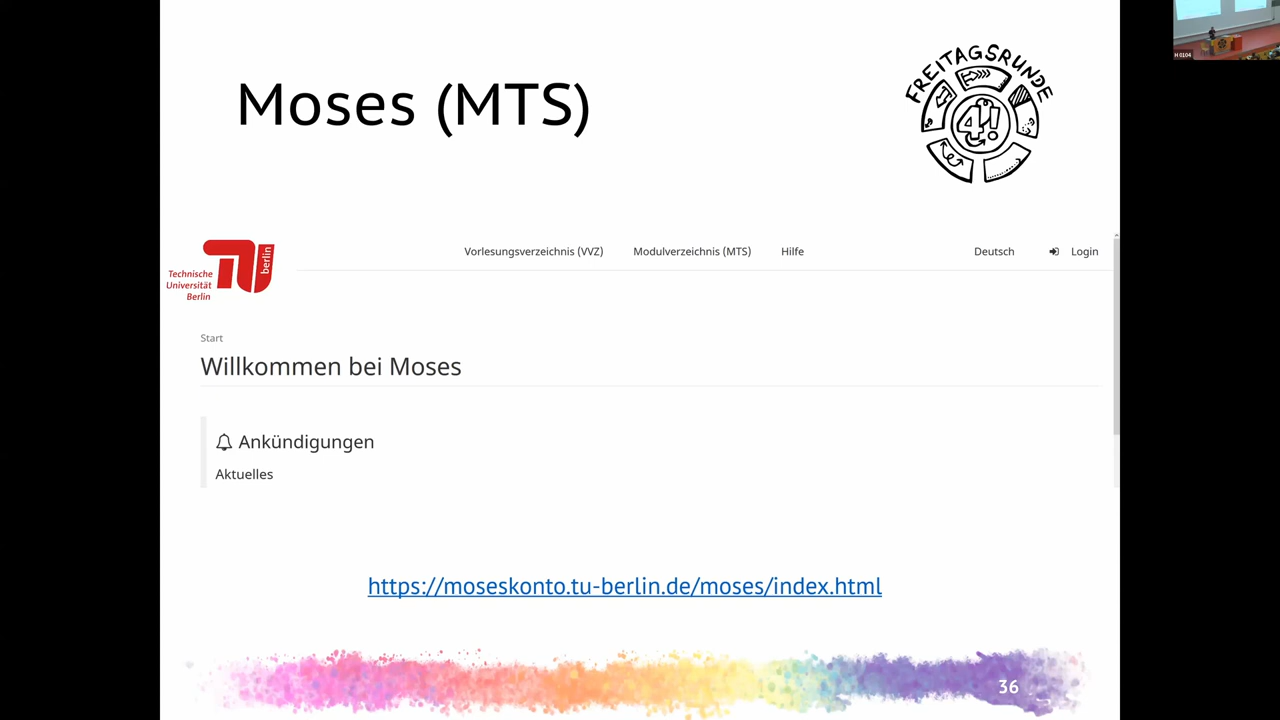 Moses (MTS)
FREITAGSRUNDE
4!
Technische
Universität
Berlin
berlin
Vorlesungsverzeichnis (VVZ)
Modulverzeichnis (MTS)
Hilfe
Deutsch
Login
Start
Willkommen bei Moses
Ankündigungen
Aktuelles
https://moseskonto.tu-berlin.de/moses/index.html
36
H 0104